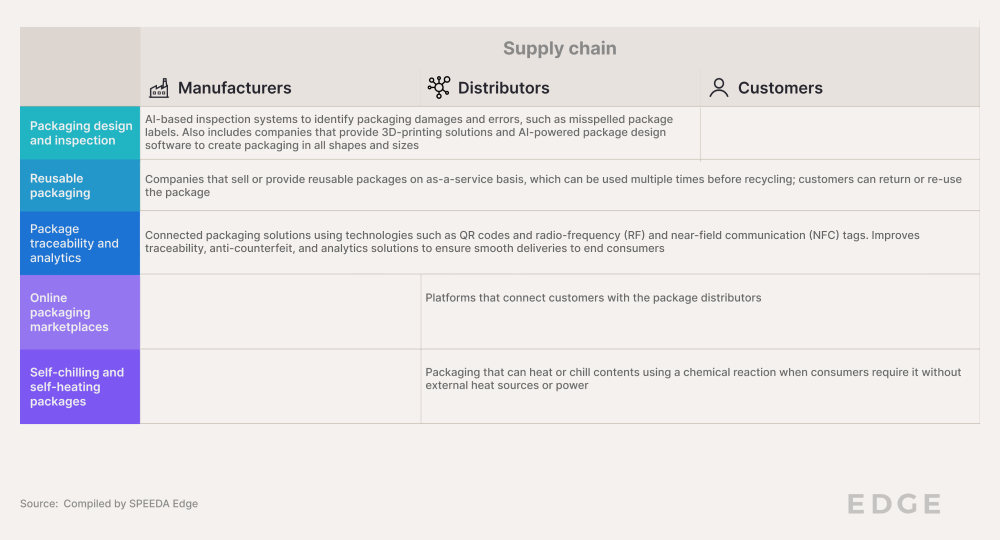 Supply chain
Manufacturers
Distributors
Customers
Packaging design
and inspection
AI-based inspection systems to identify packaging damages and errors, such as misspelled package
labels. Also includes companies that provide 3D-printing solutions and AI-powered package design
software to create packaging in all shapes and sizes
Reusable
packaging
Companies that sell or provide reusable packages on as-a-service basis, which can be used multiple times before recycling; customers can return or re-use
the package
Package
traceability and
analytics
Connected packaging solutions using technologies such as QR codes and radio-frequency (RF) and near-field communication (NFC) tags. Improves
traceability, anti-counterfeit, and analytics solutions to ensure smooth deliveries to end consumers
Online
packaging
marketplaces
Platforms that connect customers with the package distributors
Self-chilling and
self-heating
packages
Packaging that can heat or chill contents using a chemical reaction when consumers require it without
external heat sources or power
Source: Compiled by SPEEDA Edge
EDGE